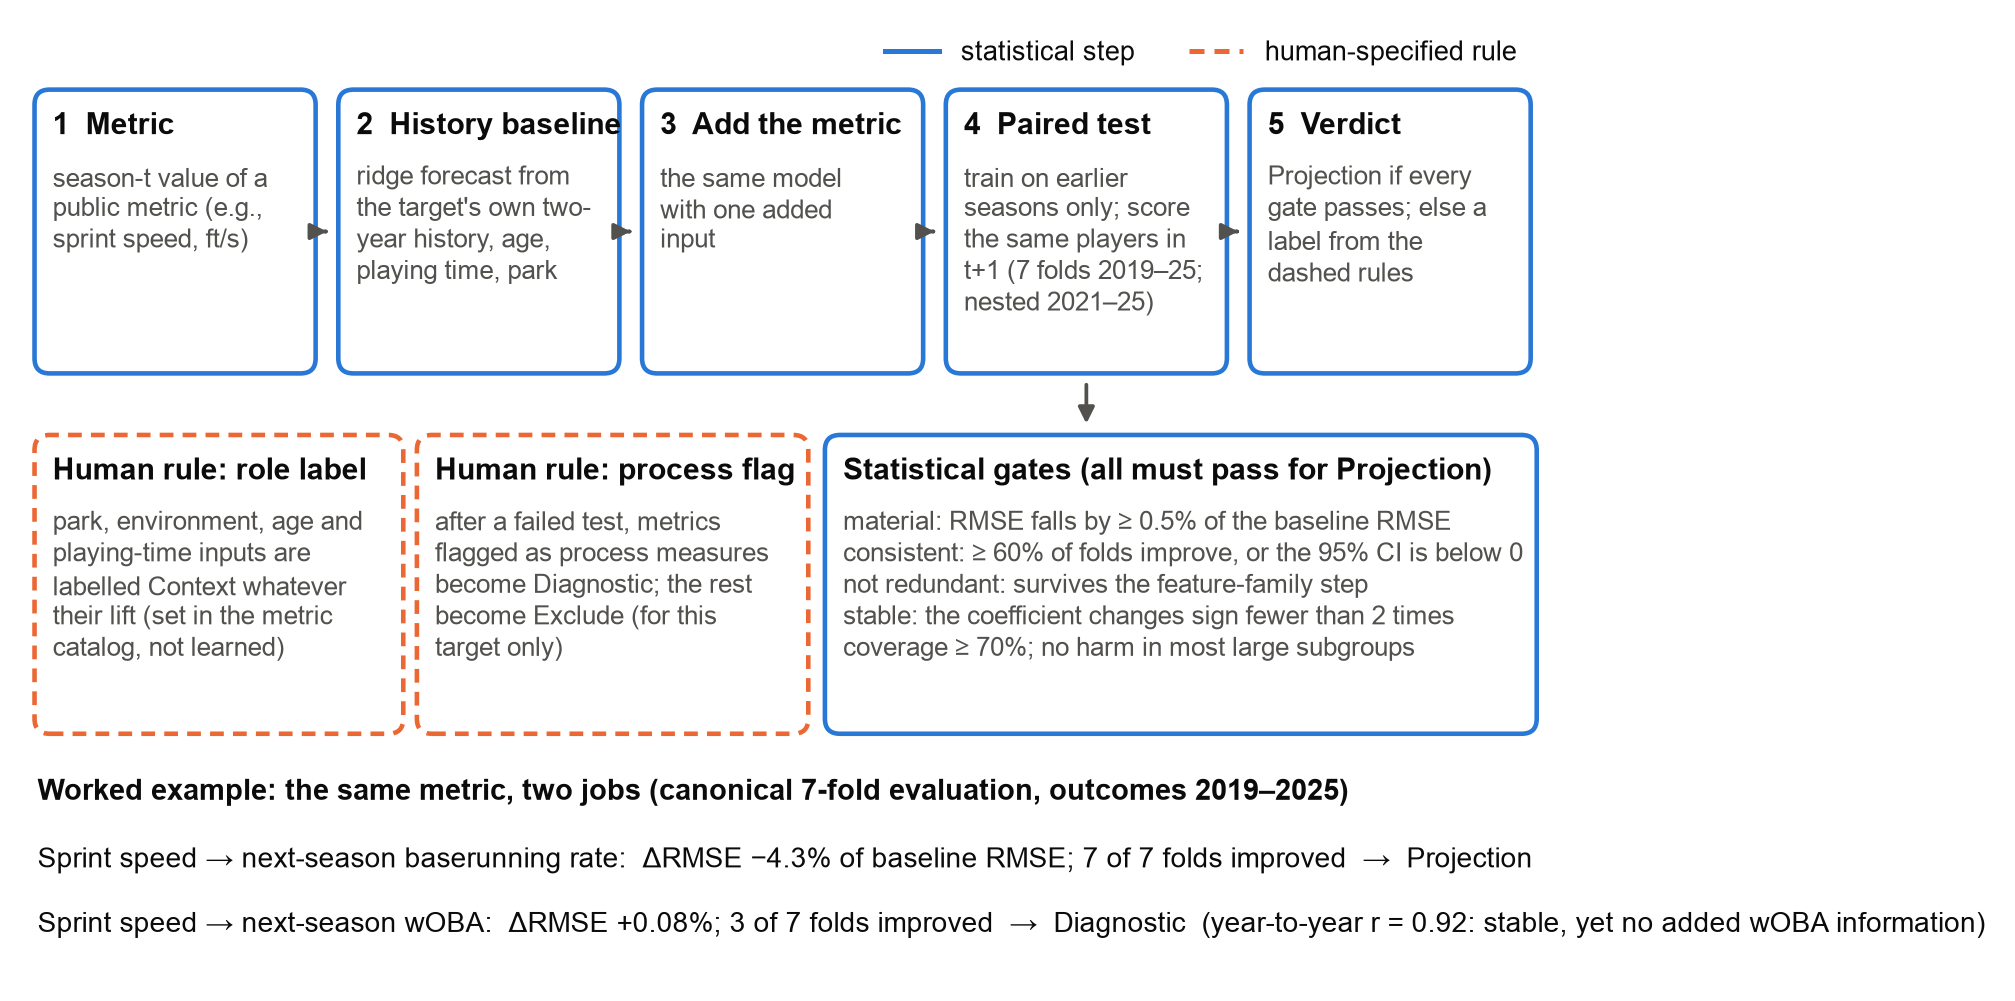 statistical step
human-specified rule
1 Metric
season-t value of a
public metric (e.g.,
sprint speed, ft/s)
2 History baseline
ridge forecast from
the target's own two-
year history, age,
playing time, park
3 Add the metric
the same model
with one added
input
4 Paired test
train on earlier
seasons only; score
the same players in
t+1 (7 folds 2019–25;
nested 2021–25)
5 Verdict
Projection if every
gate passes; else a
label from the
dashed rules
Human rule: role label
park, environment, age and
playing-time inputs are
labelled Context whatever
their lift (set in the metric
catalog, not learned)
Human rule: process flag
after a failed test, metrics
flagged as process measures
become Diagnostic; the rest
become Exclude (for this
target only)
Statistical gates (all must pass for Projection)
material: RMSE falls by ≥ 0.5% of the baseline RMSE
consistent: ≥ 60% of folds improve, or the 95% CI is below 0
not redundant: survives the feature-family step
stable: the coefficient changes sign fewer than 2 times
coverage ≥ 70%; no harm in most large subgroups
Worked example: the same metric, two jobs (canonical 7-fold evaluation, outcomes 2019–2025)
Sprint speed → next-season baserunning rate: ΔRMSE −4.3% of baseline RMSE; 7 of 7 folds improved → Projection
Sprint speed → next-season wOBA: ΔRMSE +0.08%; 3 of 7 folds improved → Diagnostic (year-to-year r = 0.92: stable, yet no added wOBA information)